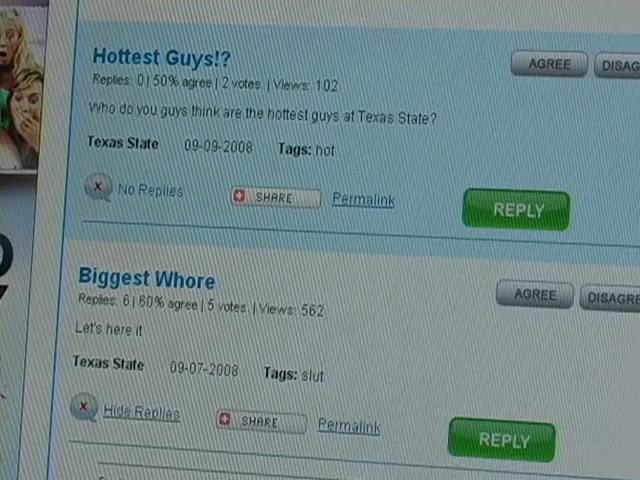 Hottest Guys!?
AGREE
Replies: 0 | 50% agree | 2 votes | Views: 102
Who do you guys think are the hottest guys at Texas State?
Texas State 09-09-2008 Tags: hot
No Replies SHARE Permalink REPLY
Biggest Whore
AGREE DISAGRE
Replies: 6 | 60% agree | 5 votes | Views: 562
Let's here it
Texas State 09-07-2008 Tags: slut
Hide Replies SHARE Permalink REPLY